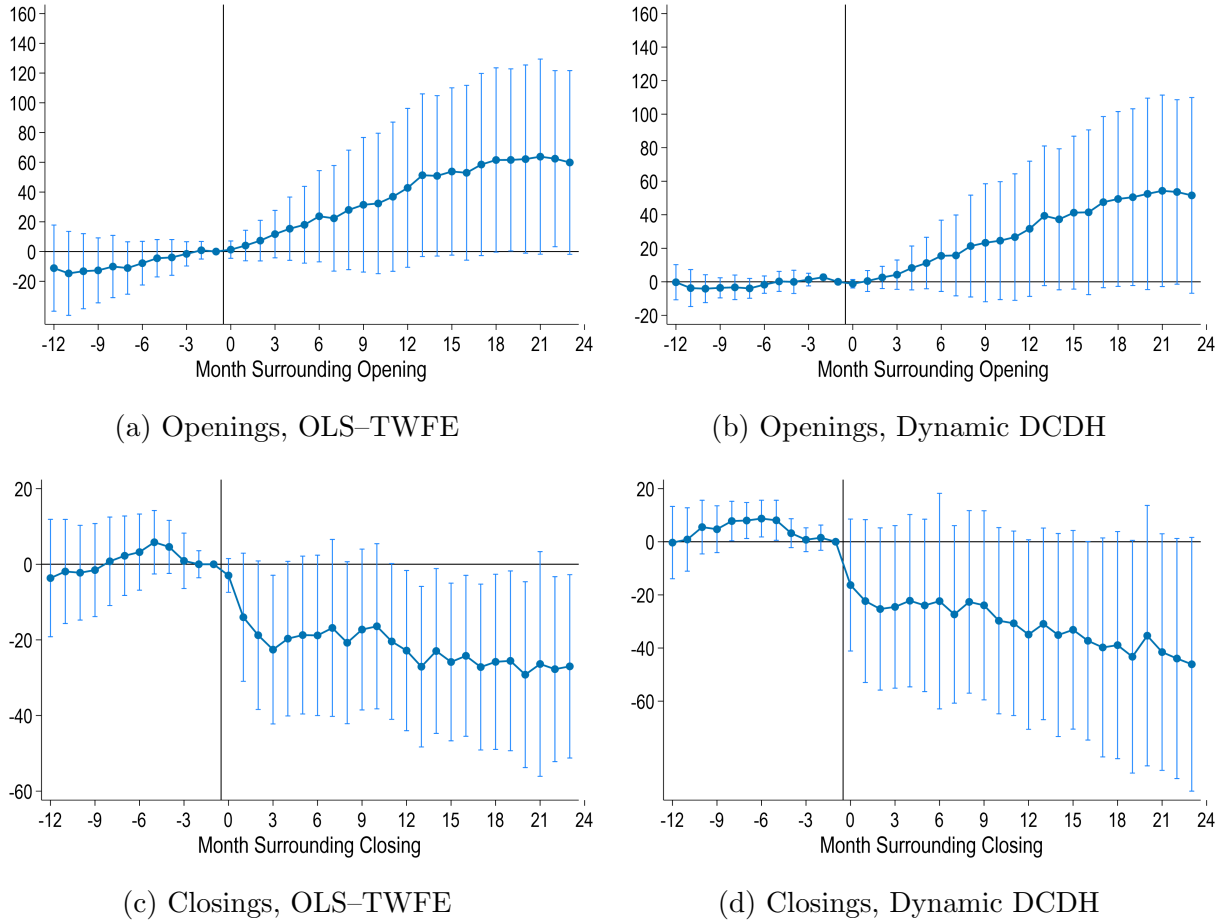 160
140
120
100
80
60
40
20
0
-20
-12 -9 -6 -3 0 3 6 9 12 15 18 21 24
Month Surrounding Opening
(a) Openings, OLS–TWFE
160
140
120
100
80
60
40
20
0
-20
-12 -9 -6 -3 0 3 6 9 12 15 18 21 24
Month Surrounding Opening
(b) Openings, Dynamic DCDH
20
0
-20
-40
-60
-12 -9 -6 -3 0 3 6 9 12 15 18 21 24
Month Surrounding Closing
(c) Closings, OLS–TWFE
20
0
-20
-40
-60
-12 -9 -6 -3 0 3 6 9 12 15 18 21 24
Month Surrounding Closing
(d) Closings, Dynamic DCDH